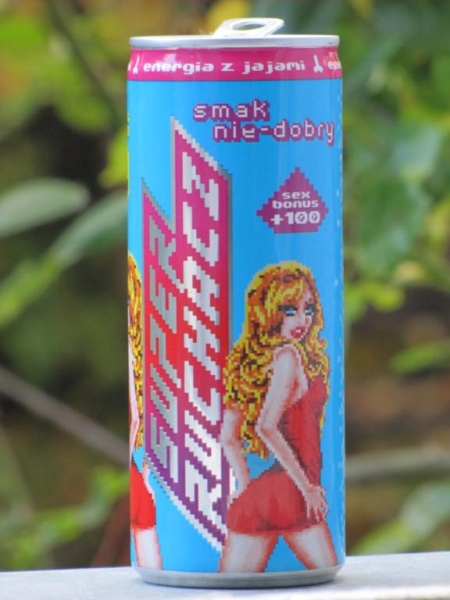 energia z jajami
smak
nie-dobry
SUPER
RUCHACZ
sex
bonus
+100